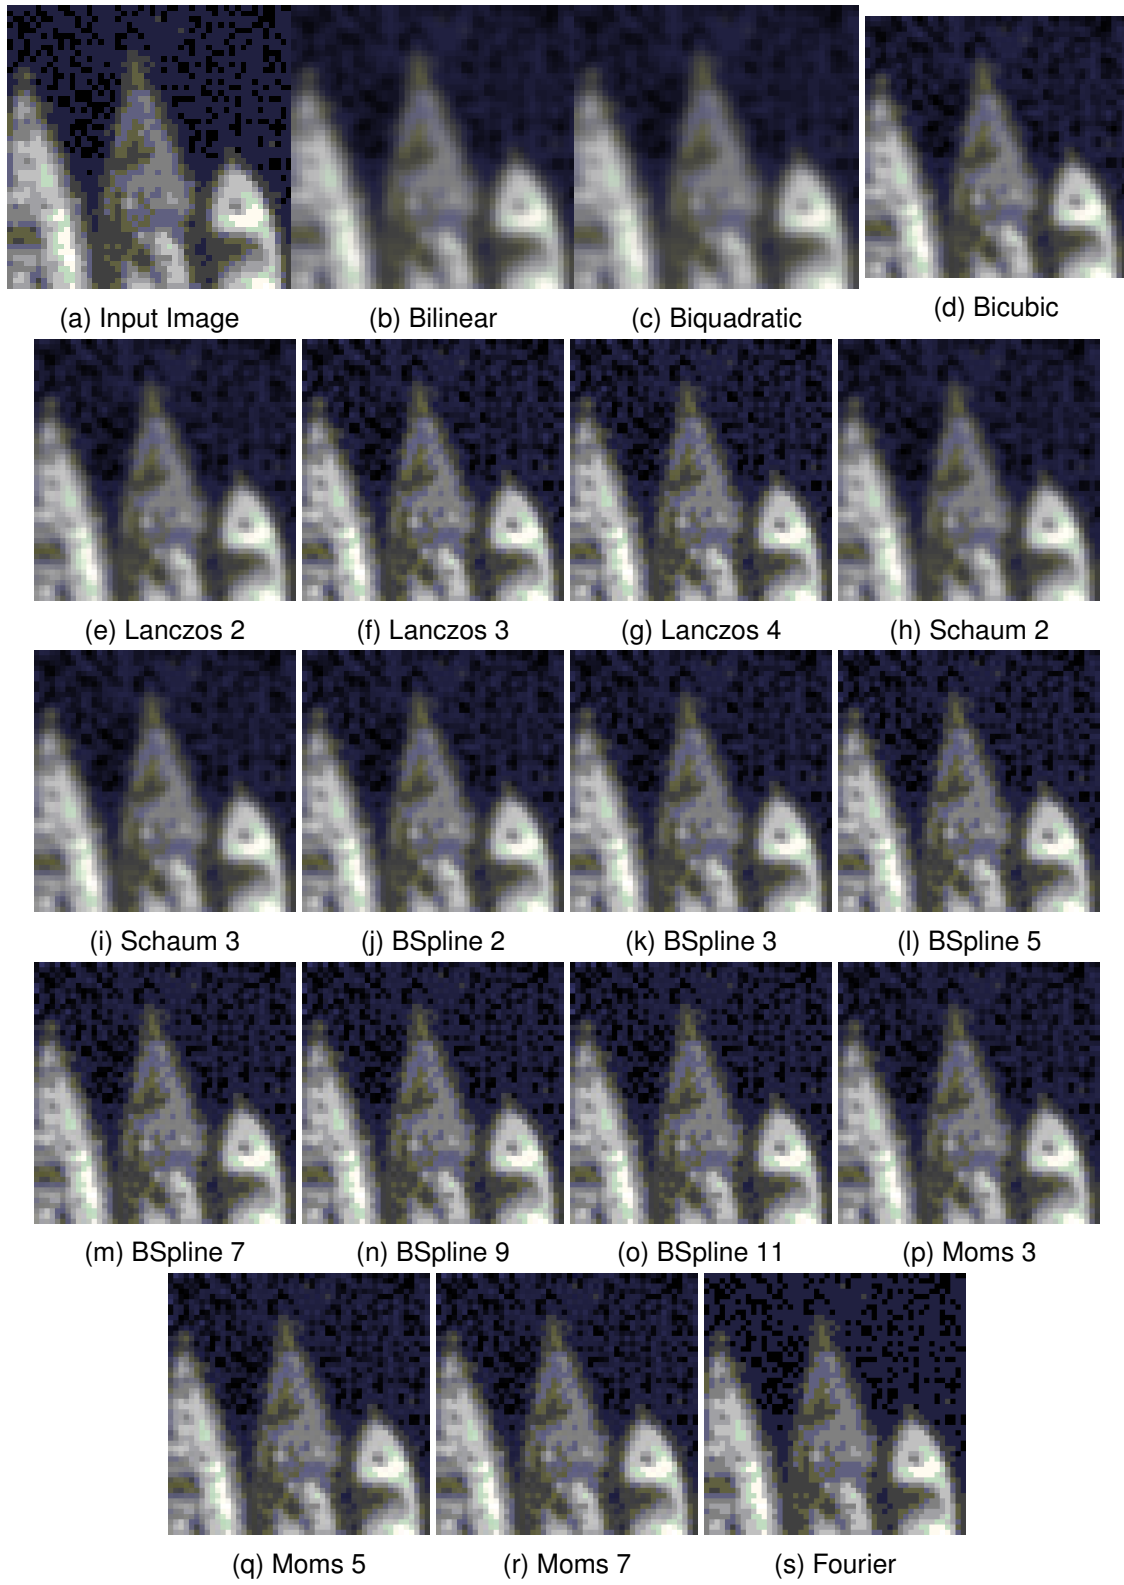 (a) Input Image
(b) Bilinear
(c) Biquadratic
(d) Bicubic
(e) Lanczos 2
(f) Lanczos 3
(g) Lanczos 4
(h) Schaum 2
(i) Schaum 3
(j) BSpline 2
(k) BSpline 3
(l) BSpline 5
(m) BSpline 7
(n) BSpline 9
(o) BSpline 11
(p) Moms 3
(q) Moms 5
(r) Moms 7
(s) Fourier